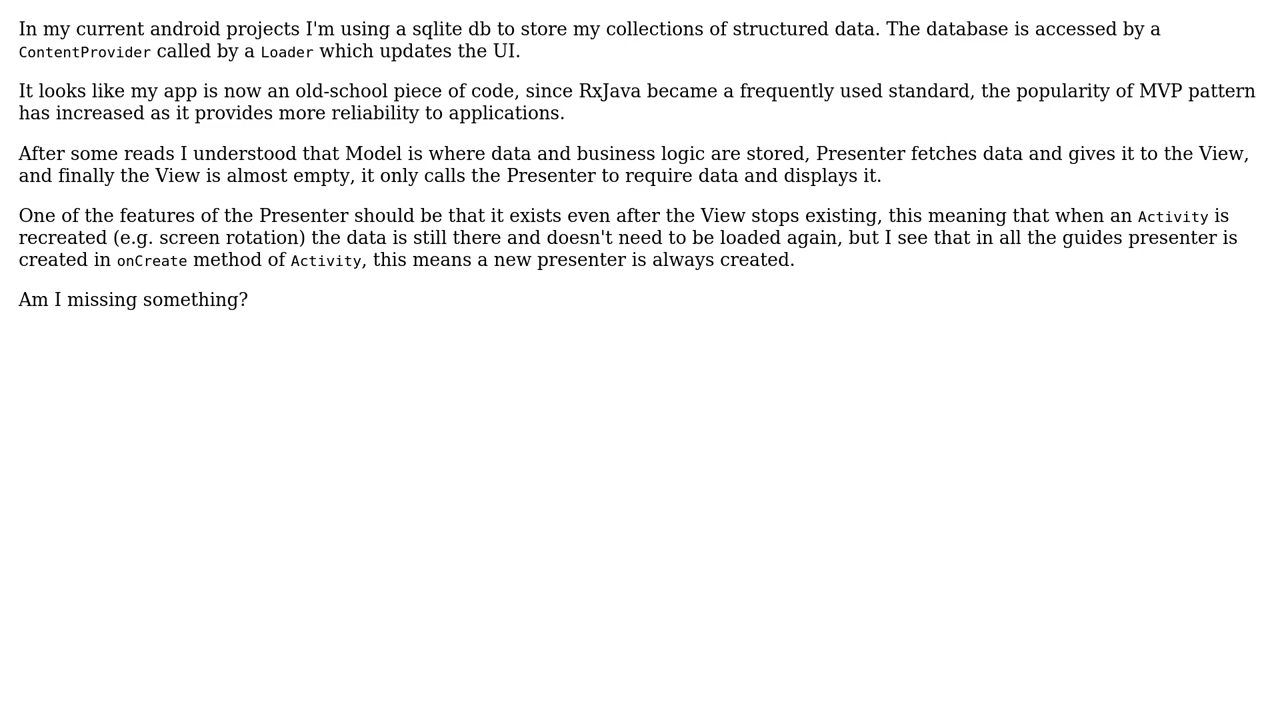 In my current android projects I'm using a sqlite db to store my collections of structured data. The database is accessed by a
ContentProvider called by a Loader which updates the UI.
It looks like my app is now an old-school piece of code, since RxJava became a frequently used standard, the popularity of MVP pattern
has increased as it provides more reliability to applications.
After some reads I understood that Model is where data and business logic are stored, Presenter fetches data and gives it to the View,
and finally the View is almost empty, it only calls the Presenter to require data and displays it.
One of the features of the Presenter should be that it exists even after the View stops existing, this meaning that when an Activity is
recreated (e.g. screen rotation) the data is still there and doesn't need to be loaded again, but I see that in all the guides presenter is
created in onCreate method of Activity, this means a new presenter is always created.
Am I missing something?